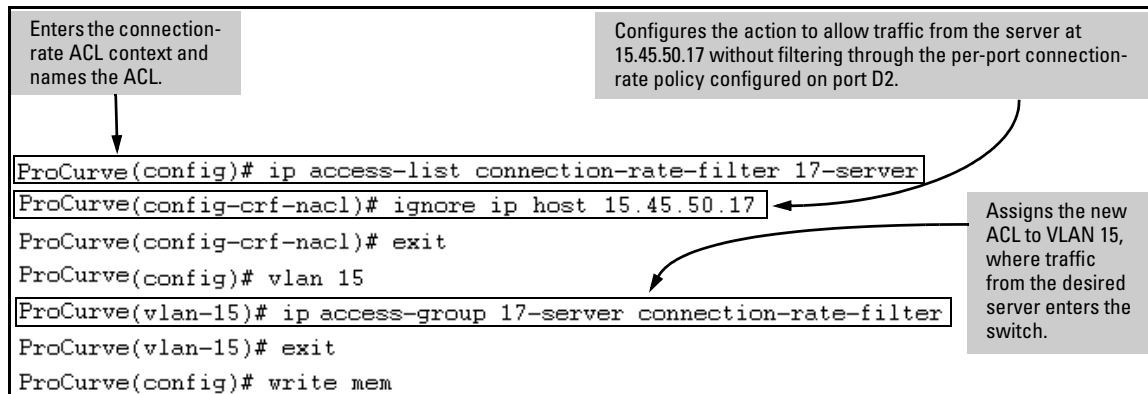 Enters the connection-
rate ACL context and
names the ACL.
Configures the action to allow traffic from the server at
15.45.50.17 without filtering through the per-port connection-
rate policy configured on port D2.
ProCurve(config)# ip access-list connection-rate-filter 17-server
ProCurve(config-crf-nacl)# ignore ip host 15.45.50.17
ProCurve(config-crf-nacl)# exit
ProCurve(config)# vlan 15
ProCurve(vlan-15)# ip access-group 17-server connection-rate-filter
ProCurve(vlan-15)# exit
ProCurve(config)# write mem
Assigns the new
ACL to VLAN 15,
where traffic
from the desired
server enters the
switch.